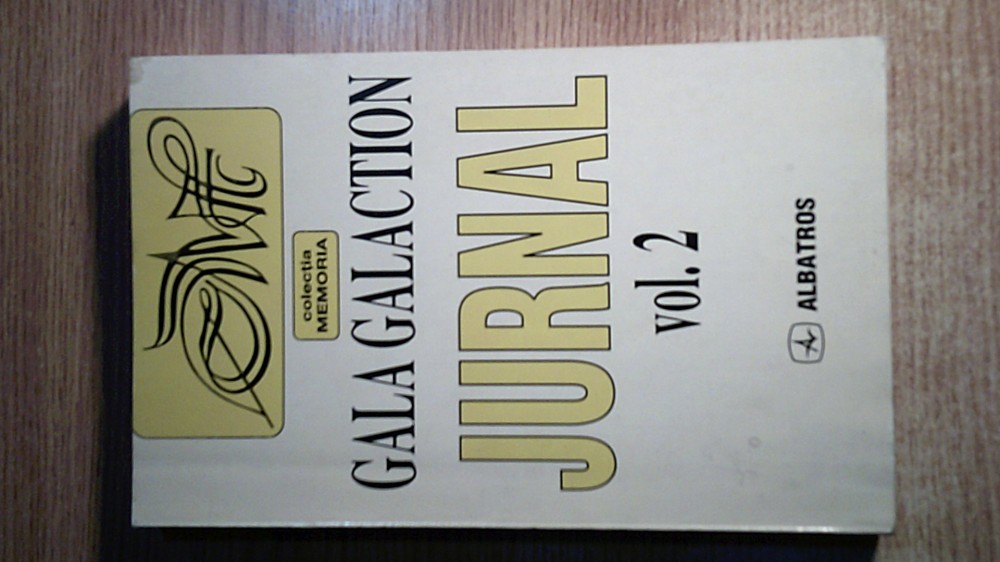 colecția
MEMORIA
GALA GALACTION
JURNAL
vol. 2
ALBATROS